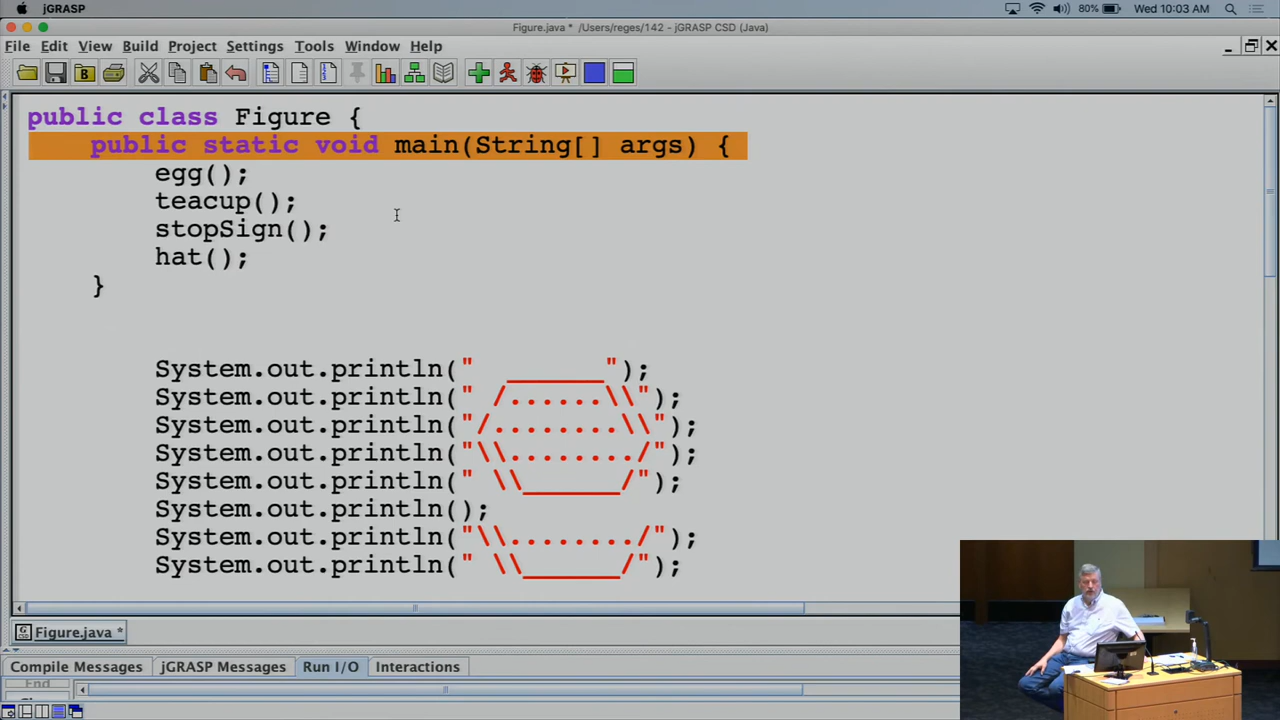 jGRASP
80%
Wed 10:03 AM
Figure.java *  /Users/reges/142 - jGRASP CSD (Java)
File Edit View Build Project Settings Tools Window Help
B
public class Figure {
    public static void main(String[] args) {
        egg();
        teacup();
        stopSign();
        hat();
    }
        System.out.println("  ______");
        System.out.println(" /......\\");
        System.out.println("/........\\");
        System.out.println("\\......../");
        System.out.println(" \\______/");
        System.out.println();
        System.out.println("\\......../");
        System.out.println(" \\______/");
Figure.java *
Compile Messages jGRASP Messages Run I/O Interactions
End